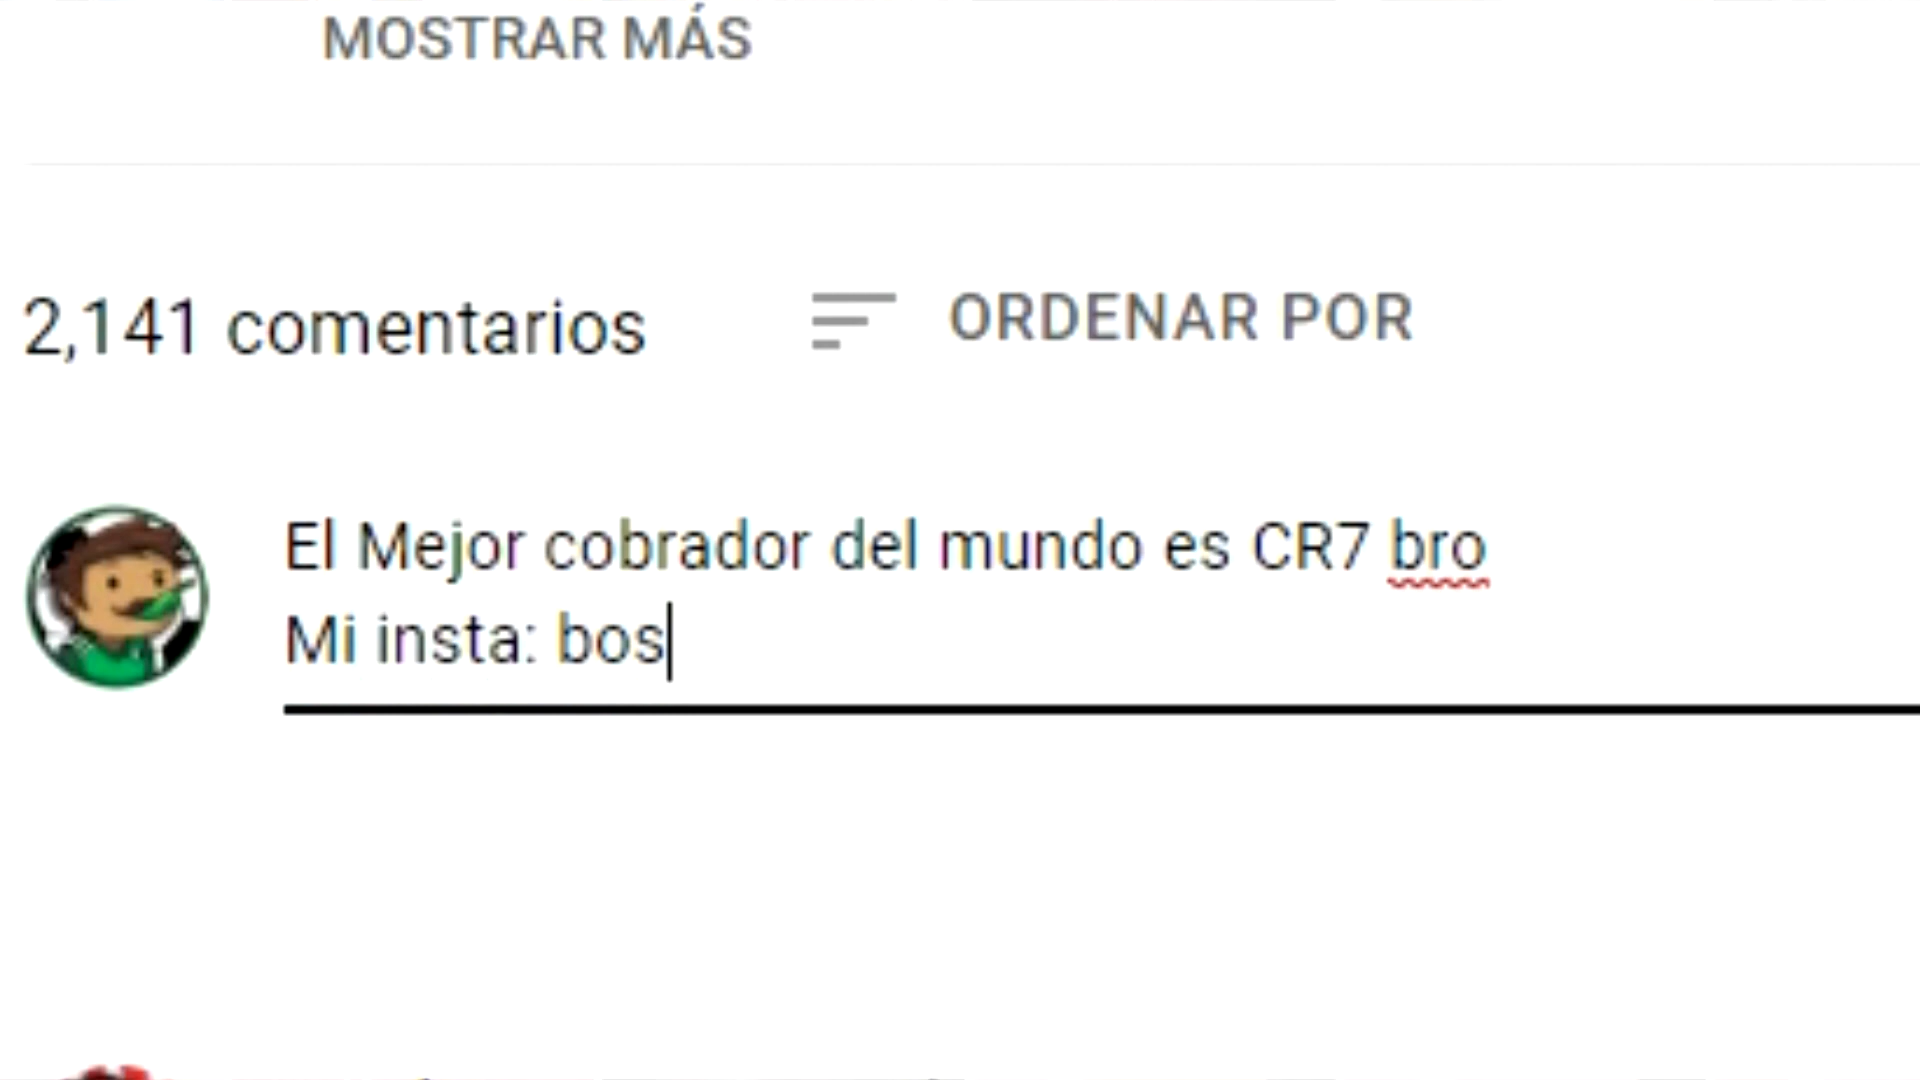 MOSTRAR MÁS
2,141 comentarios
ORDENAR POR
El Mejor cobrador del mundo es CR7 bro
Mi insta: bos